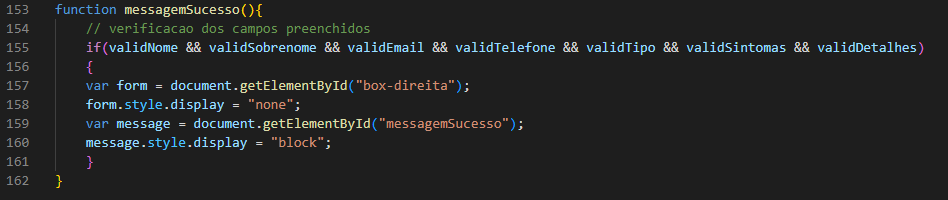 153 function messagemSucesso(){
154 // verificacao dos campos preenchidos
155 if(validNome && validSobrenome && validEmail && validTelefone && validTipo && validSintomas && validDetalhes)
156 {
157 var form = document.getElementById("box-direita");
158 form.style.display = "none";
159 var message = document.getElementById("messagemSucesso");
160 message.style.display = "block";
161 }
162 }